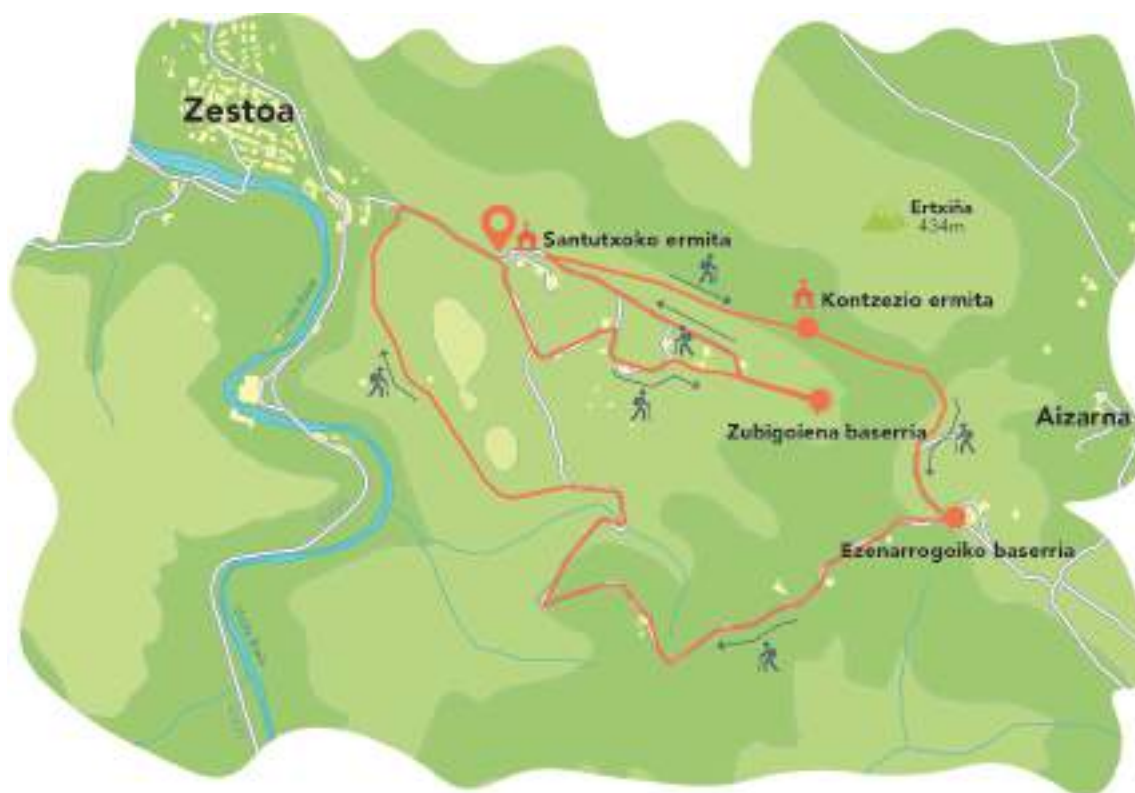 Zestoa
Ertxiña
434m
Santutxoko ermita
Kontzezio ermita
Zubigoiena baserria
Aizarna
Ezenarrogoiko baserria